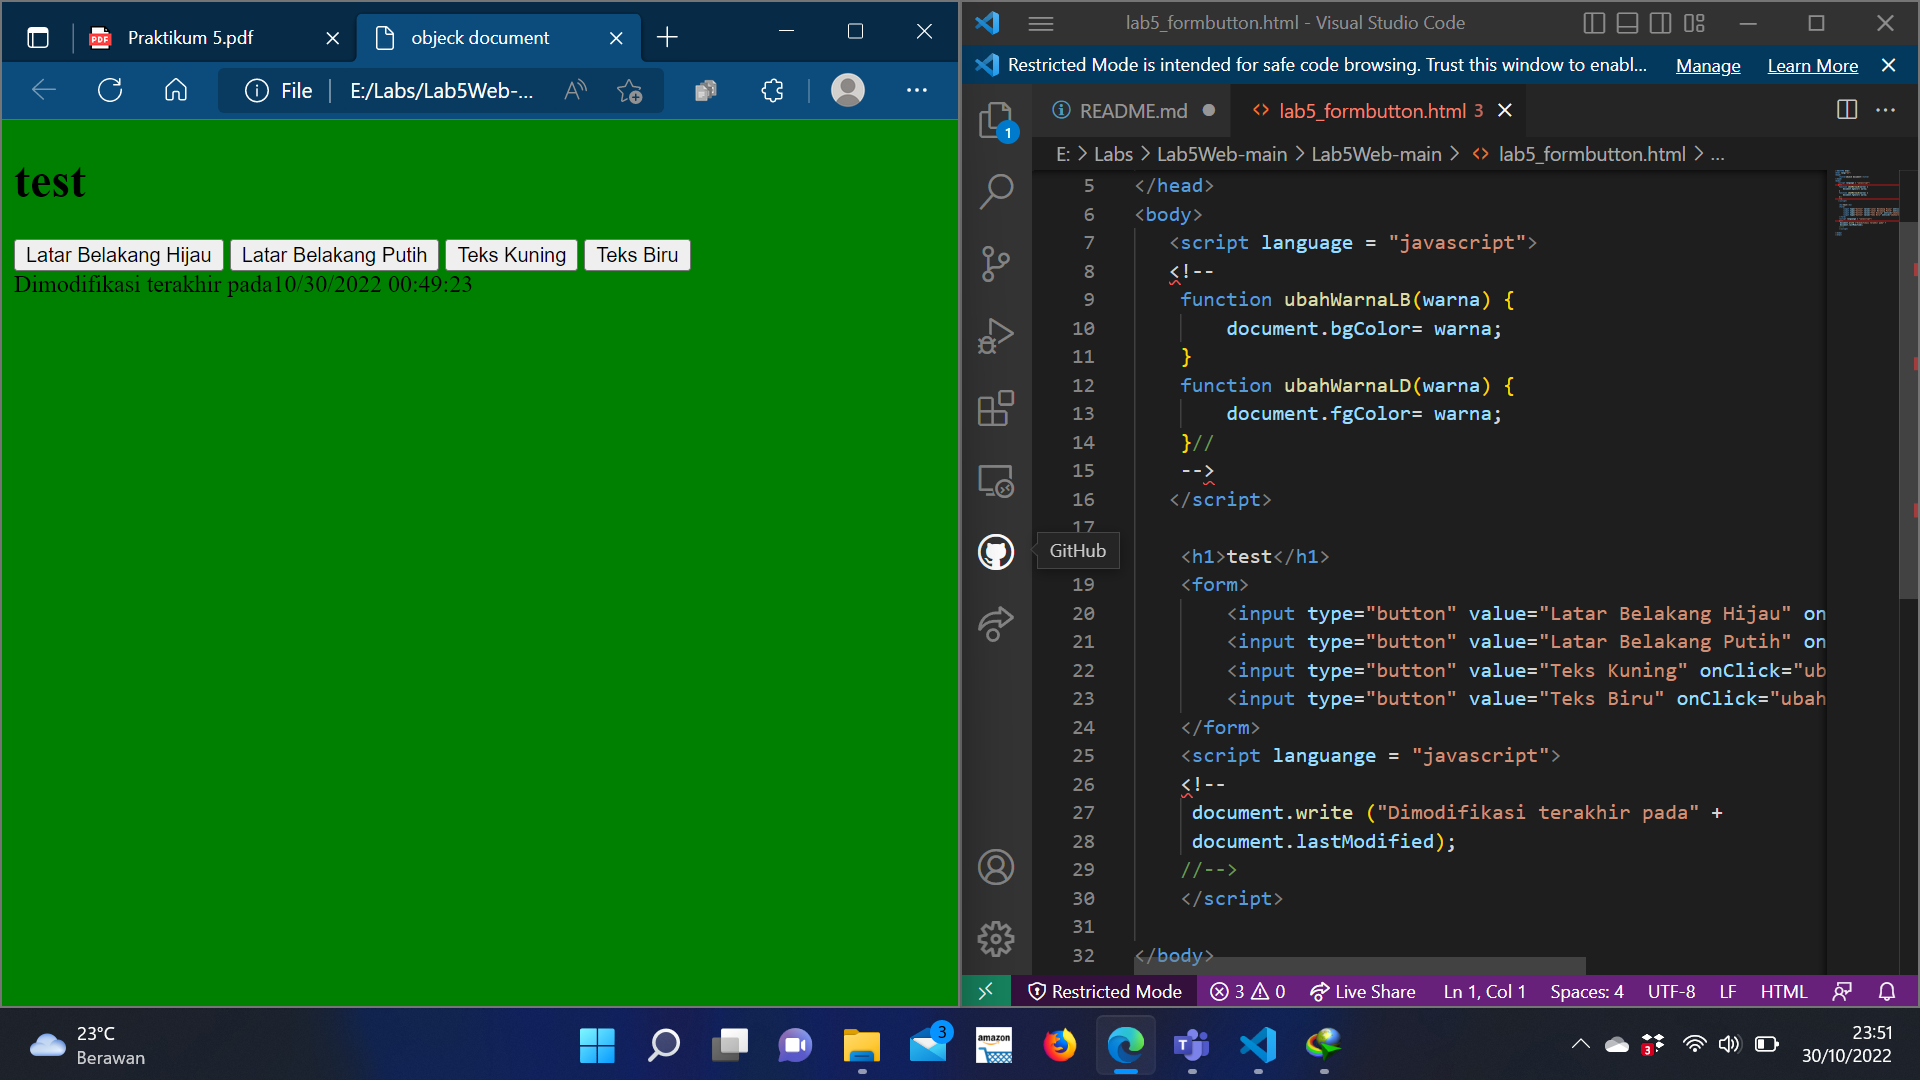 Praktikum 5.pdf
objeck document
File
E:/Labs/Lab5Web-...
test
Latar Belakang Hijau
Latar Belakang Putih
Teks Kuning
Teks Biru
Dimodifikasi terakhir pada10/30/2022 00:49:23
lab5_formbutton.html - Visual Studio Code
Restricted Mode is intended for safe code browsing. Trust this window to enabl...
Manage
Learn More
1
README.md
lab5_formbutton.html 3
E: > Labs > Lab5Web-main > Lab5Web-main > <> lab5_formbutton.html > ...
5 </head>
6 <body>
7 <script language = "javascript">
8 <!--
9 function ubahWarnaLB(warna) {
10 document.bgColor= warna;
11 }
12 function ubahWarnaLD(warna) {
13 document.fgColor= warna;
14 }//
15 -->
16 </script>
17
GitHub
<h1>test</h1>
19 <form>
20 <input type="button" value="Latar Belakang Hijau" on
21 <input type="button" value="Latar Belakang Putih" on
22 <input type="button" value="Teks Kuning" onClick="ub
23 <input type="button" value="Teks Biru" onClick="ubah
24 </form>
25 <script languange = "javascript">
26 <!--
27 document.write ("Dimodifikasi terakhir pada" +
28 document.lastModified);
29 //-->
30 </script>
31
32 </body>
Restricted Mode
3
0
Live Share
Ln 1, Col 1
Spaces: 4
UTF-8
LF
HTML
23°C
Berawan
3
amazon
3
23:51
30/10/2022